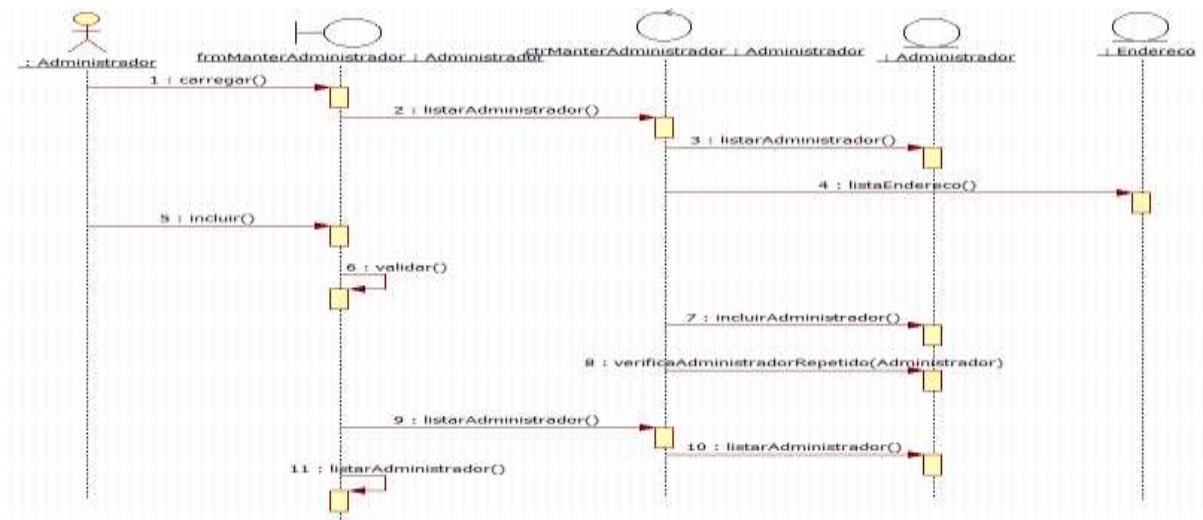 : Administrador
frmManterAdministrador : Administrador
ctrManterAdministrador : Administrador
: Administrador
: Endereco
1 : carregar()
2 : listarAdministrador()
3 : listarAdministrador()
4 : listaEndereco()
5 : incluir()
6 : validar()
7 : incluirAdministrador()
8 : verificaAdministradorRepetido(Administrador)
9 : listarAdministrador()
10 : listarAdministrador()
11 : listarAdministrador()